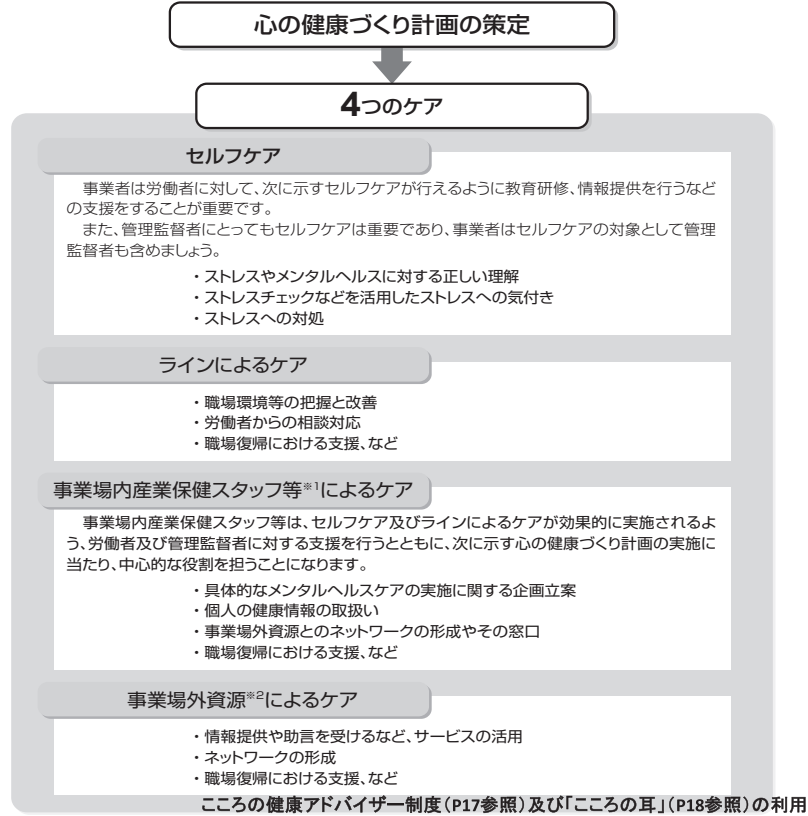 心の健康づくり計画の策定
4つのケア
セルフケア
事業者は労働者に対して、次に示すセルフケアが行えるように教育研修、情報提供を行うなど
の支援をすることが重要です。
また、管理監督者にとってもセルフケアは重要であり、事業者はセルフケアの対象として管理
監督者も含めましょう。
・ストレスやメンタルヘルスに対する正しい理解
・ストレスチェックなどを活用したストレスへの気付き
・ストレスへの対処
ラインによるケア
・職場環境等の把握と改善
・労働者からの相談対応
・職場復帰における支援、など
事業場内産業保健スタッフ等※1によるケア
事業場内産業保健スタッフ等は、セルフケア及びラインによるケアが効果的に実施されるよ
う、労働者及び管理監督者に対する支援を行うとともに、次に示す心の健康づくり計画の実施に
当たり、中心的な役割を担うことになります。
・具体的なメンタルヘルスケアの実施に関する企画立案
・個人の健康情報の取扱い
・事業場外資源とのネットワークの形成やその窓口
・職場復帰における支援、など
事業場外資源※2によるケア
・情報提供や助言を受けるなど、サービスの活用
・ネットワークの形成
・職場復帰における支援、など
こころの健康アドバイザー制度（P17参照）及び「こころの耳」（P18参照）の利用